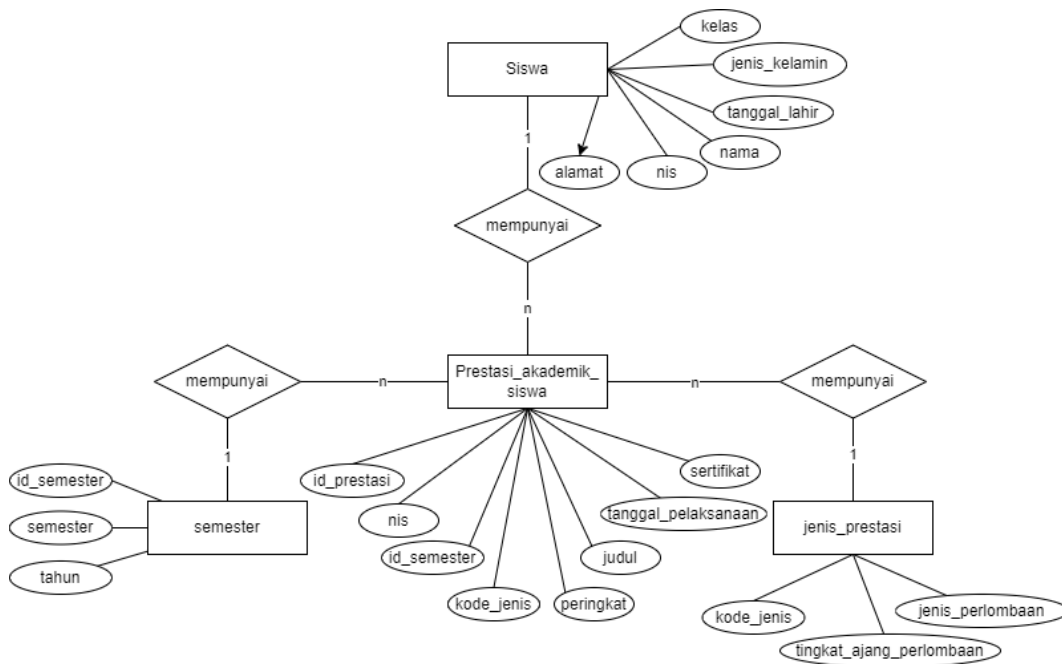 kelas
Siswa
jenis_kelamin
tanggal_lahir
1
nama
alamat
nis
mempunyai
n
mempunyai
n
Prestasi_akademik_
siswa
n
mempunyai
1
1
id_semester
id_prestasi
sertifikat
semester
semester
nis
tanggal_pelaksanaan
jenis_prestasi
id_semester
judul
tahun
kode_jenis
peringkat
kode_jenis
jenis_perlombaan
tingkat_ajang_perlombaan